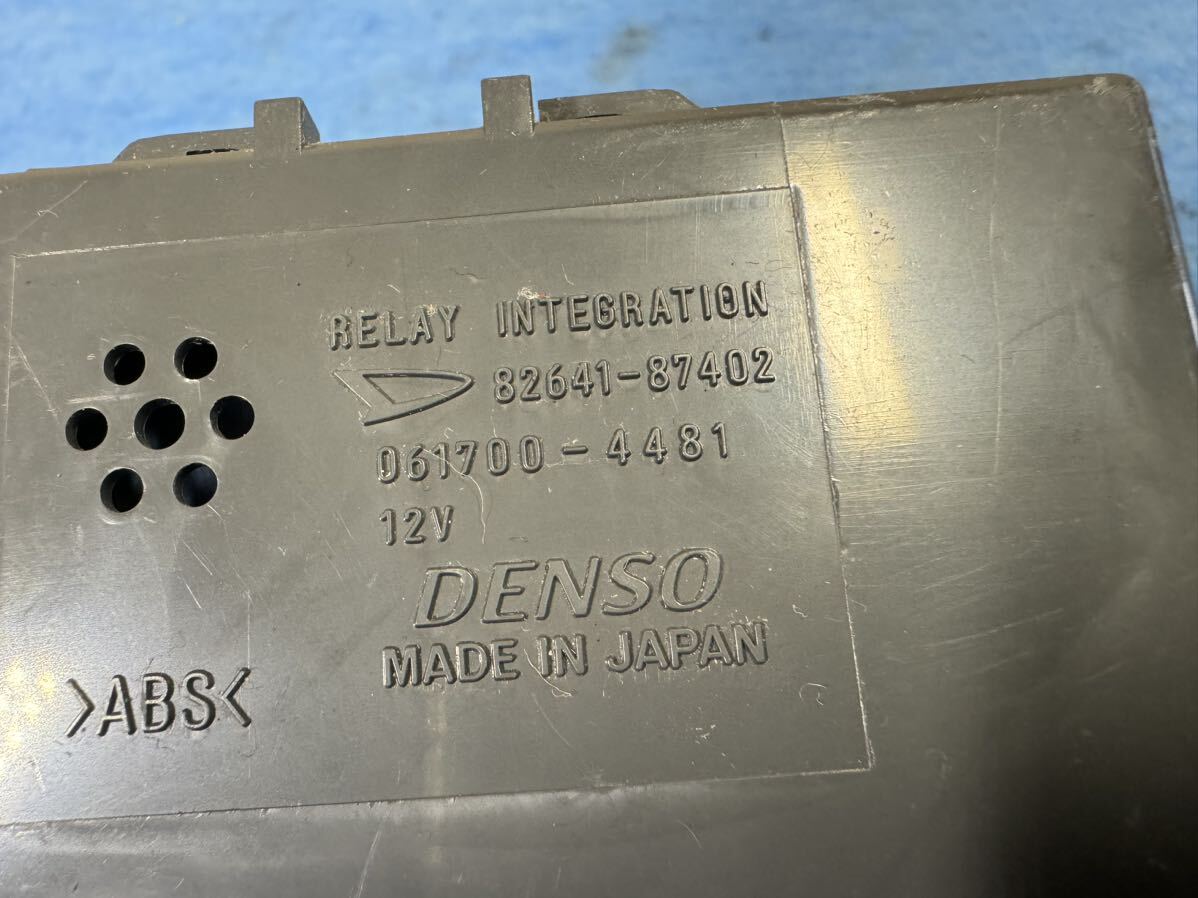 RELAY INTEGRATION
82641-87402
061700-4481
12V
DENSO
MADE IN JAPAN
>ABS<